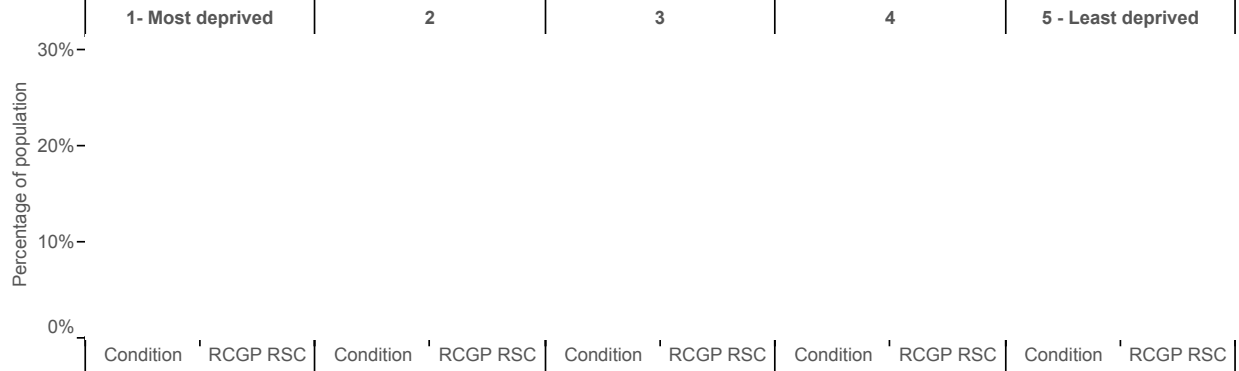 1- Most deprived 2 3 4 5 - Least deprived
30%
20%
10%
0%
Percentage of population
Condition RCGP RSC Condition RCGP RSC Condition RCGP RSC Condition RCGP RSC Condition RCGP RSC